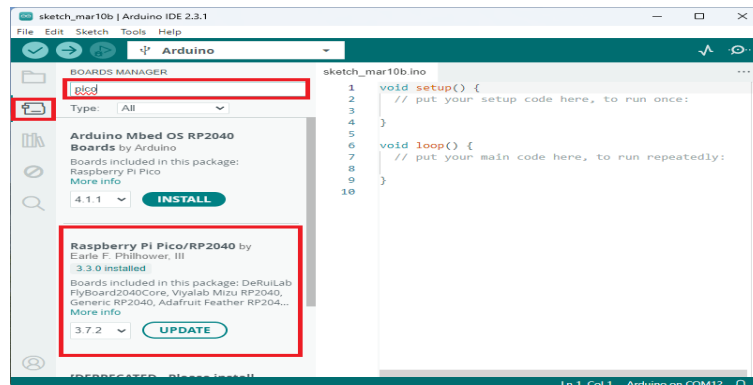 sketch_mar10b | Arduino IDE 2.3.1
File Edit Sketch Tools Help
Arduino
BOARDS MANAGER
pico
Type: All
Arduino Mbed OS RP2040
Boards by Arduino
Boards included in this package:
Raspberry Pi Pico
More info
4.1.1 INSTALL
Raspberry Pi Pico/RP2040 by
Earle F. Philhower, III
3.3.0 installed
Boards included in this package: DeRuiLab
FlyBoard2040Core, Viyalab Mizu RP2040,
Generic RP2040, Adafruit Feather RP204...
More info
3.7.2 UPDATE
[DEPRECATED - Please install
sketch_mar10b.ino
1 void setup() {
2 // put your setup code here, to run once:
3
4 }
5
6 void loop() {
7 // put your main code here, to run repeatedly:
8
9 }
10
Ln 1, Col 1 Arduino on COM13